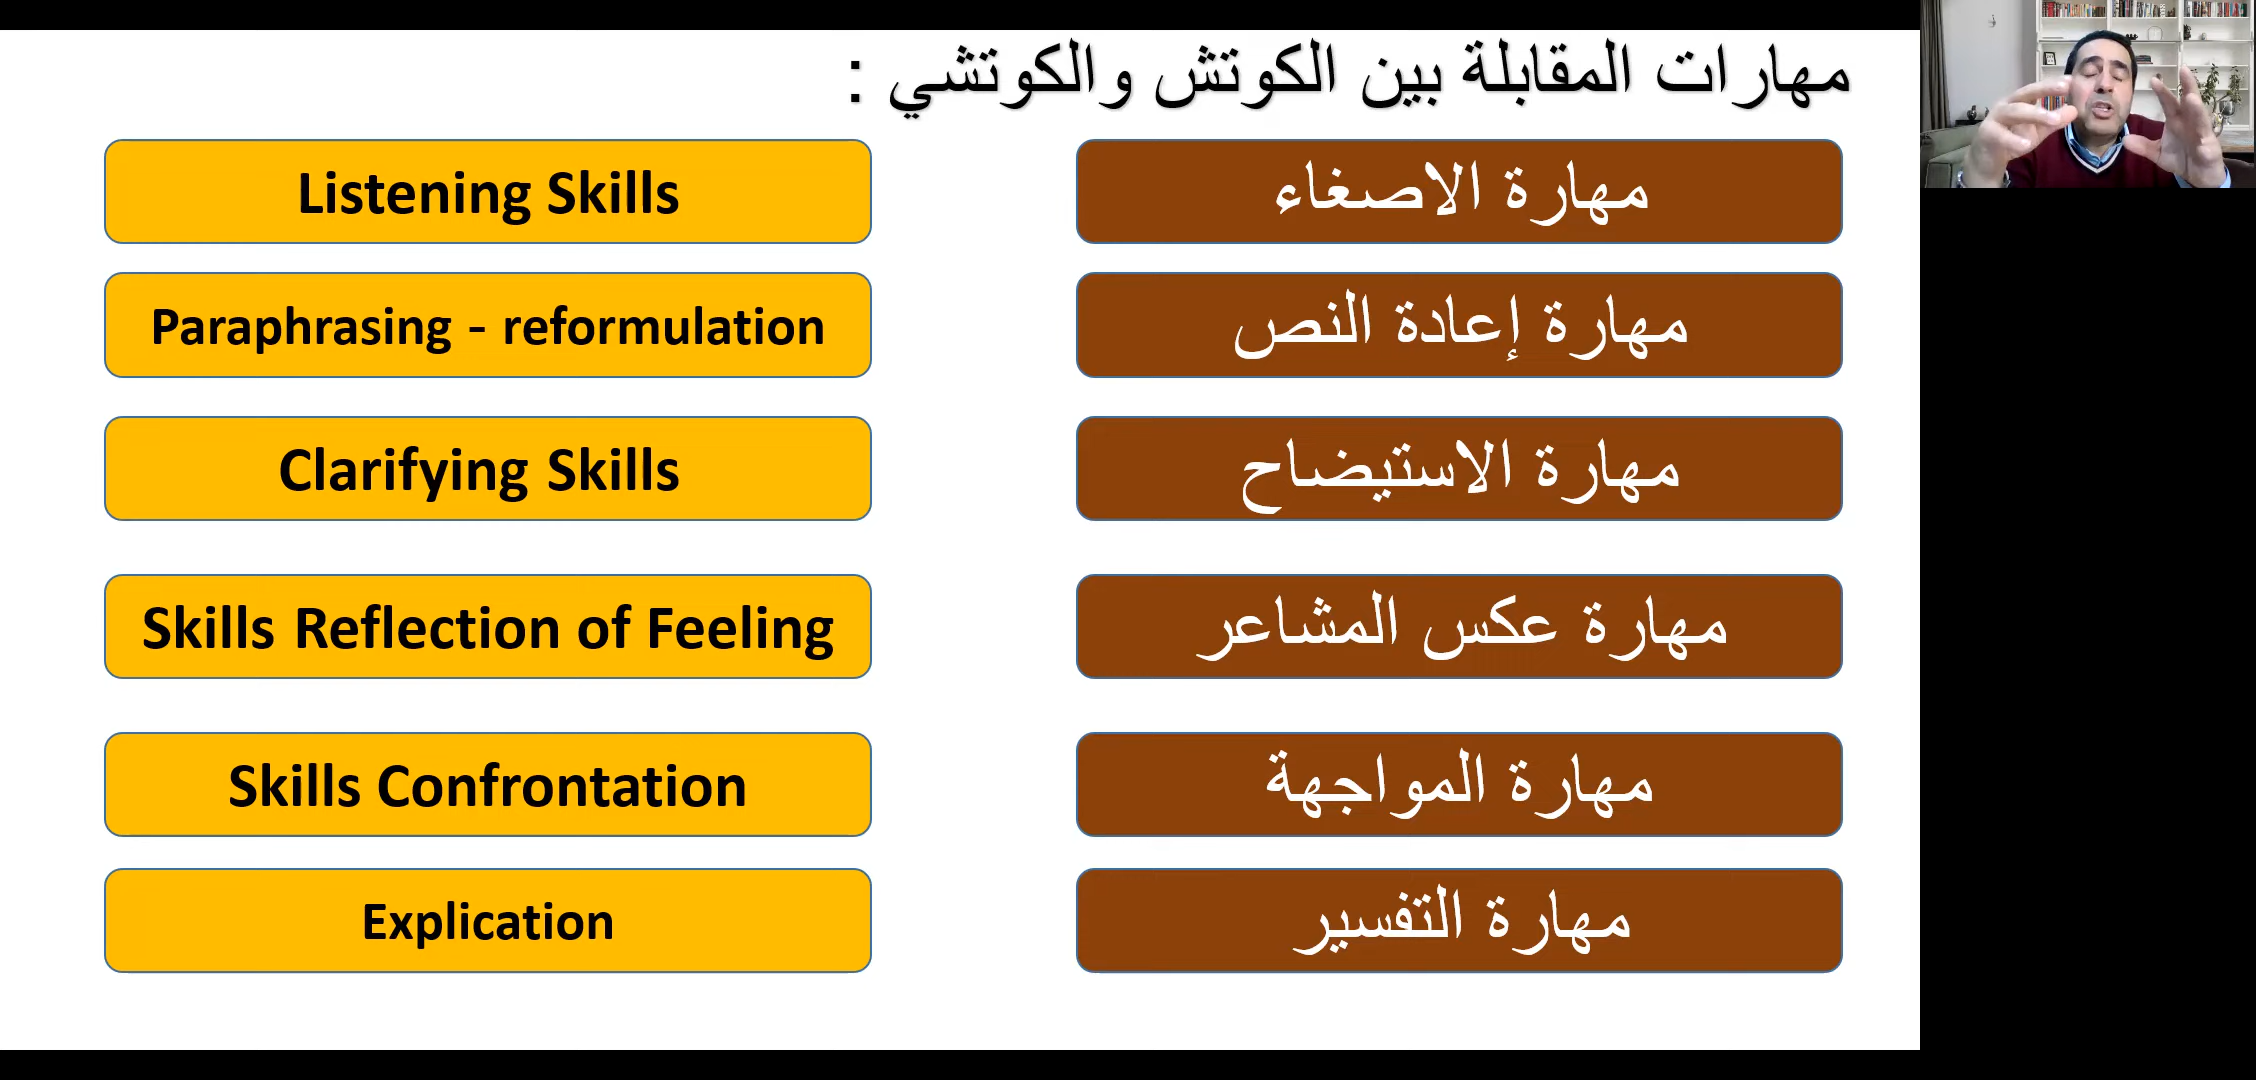 مهارات المقابلة بين الكوتش والكوتشي :
Listening Skills
مهارة الاصغاء
Paraphrasing - reformulation
مهارة إعادة النص
Clarifying Skills
مهارة الاستيضاح
Skills Reflection of Feeling
مهارة عكس المشاعر
Skills Confrontation
مهارة المواجهة
Explication
مهارة التفسير